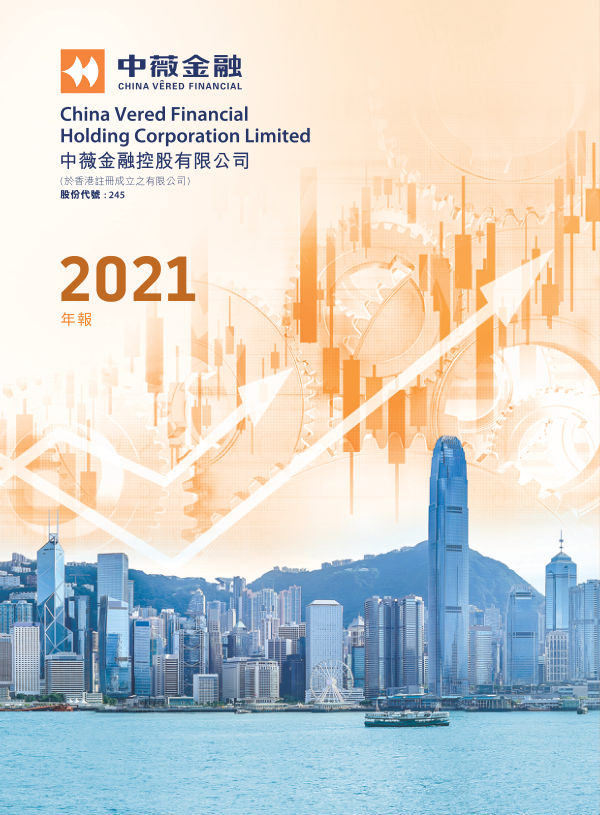 中薇金融
CHINA VÊRED FINANCIAL
China Vered Financial
Holding Corporation Limited
中薇金融控股有限公司
(於香港註冊成立之有限公司)
股份代號 : 245
2021
年報